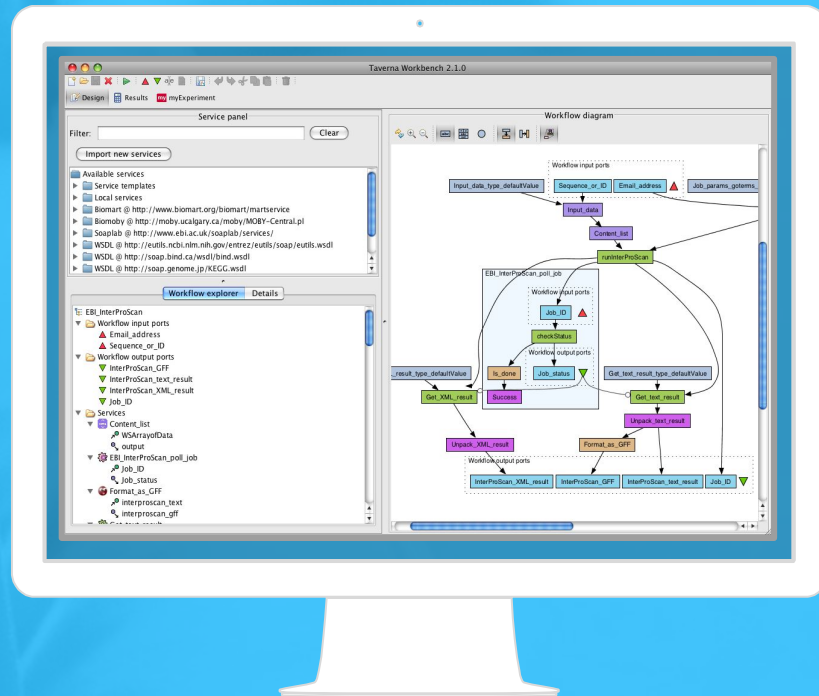 Taverna Workbench 2.1.0
Design Results my myExperiment
Service panel
Filter:
Clear
Import new services
Available services
Service templates
Local services
Biomart @ http://www.biomart.org/biomart/martservice
Biomoby @ http://moby.ucalgary.ca/moby/MOBY-Central.pl
Soaplab @ http://www.ebi.ac.uk/soaplab/services/
WSDL @ http://eutils.ncbi.nlm.nih.gov/entrez/eutils/soap/eutils.wsdl
WSDL @ http://soap.bind.ca/wsdl/bind.wsdl
WSDL @ http://soap.genome.jp/KEGG.wsdl
Workflow explorer Details
EBI_InterProScan
Workflow input ports
Email_address
Sequence_or_ID
Workflow output ports
InterProScan_GFF
InterProScan_text_result
InterProScan_XML_result
Job_ID
Services
Content_list
WSArrayofData
output
EBI_InterProScan_poll_job
Job_ID
Job_status
Format_as_GFF
interproscan_text
interproscan_gff
Workflow diagram
Workflow input ports
Input_data_type_defaultValue Sequence_or_ID Email_address Job_params_goterms_
Input_data
Content_list
runInterProScan
EBI_InterProScan_poll_job
Workflow input ports
Job_ID
checkStatus
Workflow output ports
_result_type_defaultValue Is_done Job_status Get_text_result_type_defaultValue
Get_XML_result Success Get_text_result
Unpack_text_result
Unpack_XML_result Format_as_GFF
Workflow output ports
InterProScan_XML_result InterProScan_GFF InterProScan_text_result Job_ID